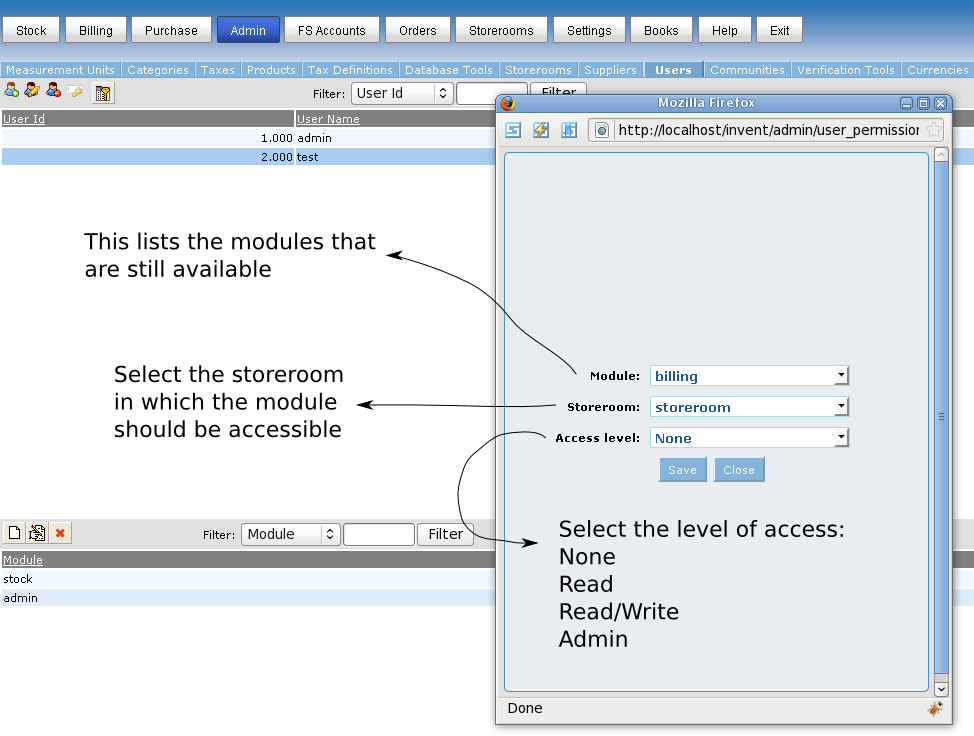 Stock Billing Purchase Admin FS Accounts Orders Storerooms Settings Books Help Exit
Measurement Units Categories Taxes Products Tax Definitions Database Tools Storerooms Suppliers Users Communities Verification Tools Currencies
Filter: User Id Filter
User Id User Name
1.000 admin
2.000 test
Mozilla Firefox
http://localhost/invent/admin/user_permission
This lists the modules that
are still available
Select the storeroom
in which the module
should be accessible
Module: billing
Storeroom: storeroom
Access level: None
Save Close
Select the level of access:
None
Read
Read/Write
Admin
Filter: Module Filter
Module
stock
admin
Done